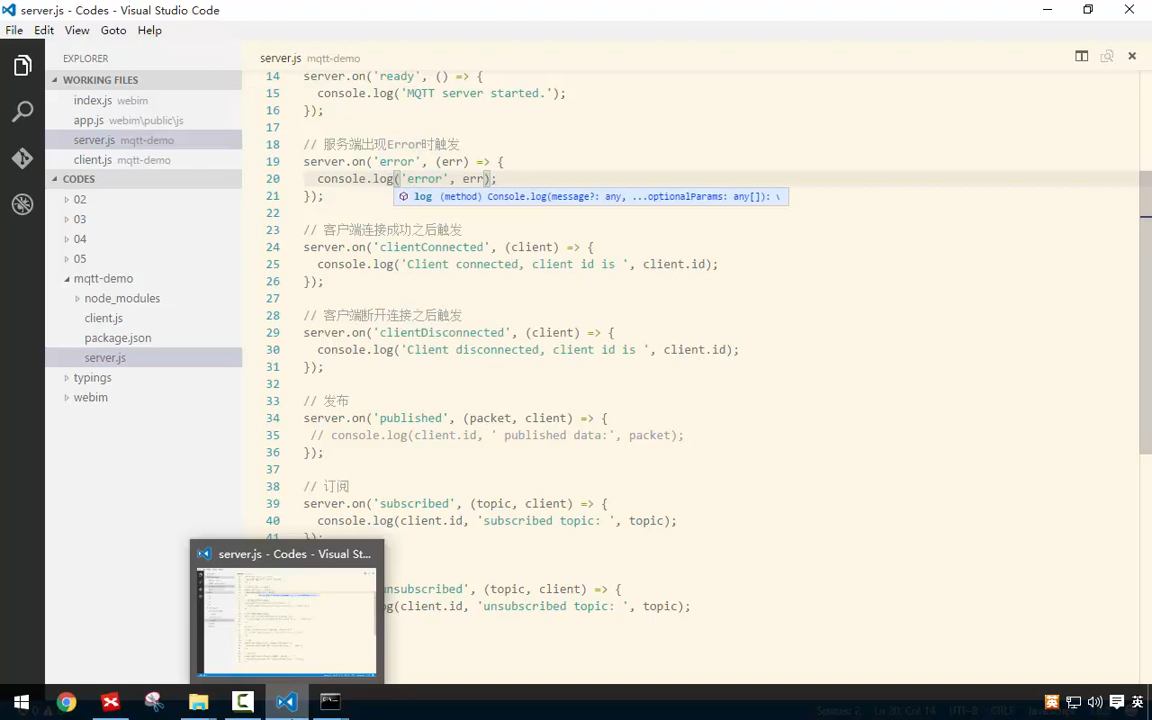 server.js - Codes - Visual Studio Code
File Edit View Goto Help
EXPLORER
WORKING FILES
index.js webim
app.js webim\public\js
server.js mqtt-demo
client.js mqtt-demo
CODES
02
03
04
05
mqtt-demo
node_modules
client.js
package.json
server.js
typings
webim
server.js mqtt-demo
14 server.on('ready', () => {
15 console.log('MQTT server started.');
16 });
17
18 // 服务端出现Error时触发
19 server.on('error', (err) => {
20 console.log('error', err);
log (method) Console.log(message?: any, ...optionalParams: any[]): \
21 });
22
23 // 客户端连接成功之后触发
24 server.on('clientConnected', (client) => {
25 console.log('Client connected, client id is ', client.id);
26 });
27
28 // 客户端断开连接之后触发
29 server.on('clientDisconnected', (client) => {
30 console.log('Client disconnected, client id is ', client.id);
31 });
32
33 // 发布
34 server.on('published', (packet, client) => {
35 // console.log(client.id, ' published data:', packet);
36 });
37
38 // 订阅
39 server.on('subscribed', (topic, client) => {
40 console.log(client.id, 'subscribed topic: ', topic);
41 });
server.js - Codes - Visual St...
unsubscribed', (topic, client) => {
g(client.id, 'unsubscribed topic: ', topic);
英